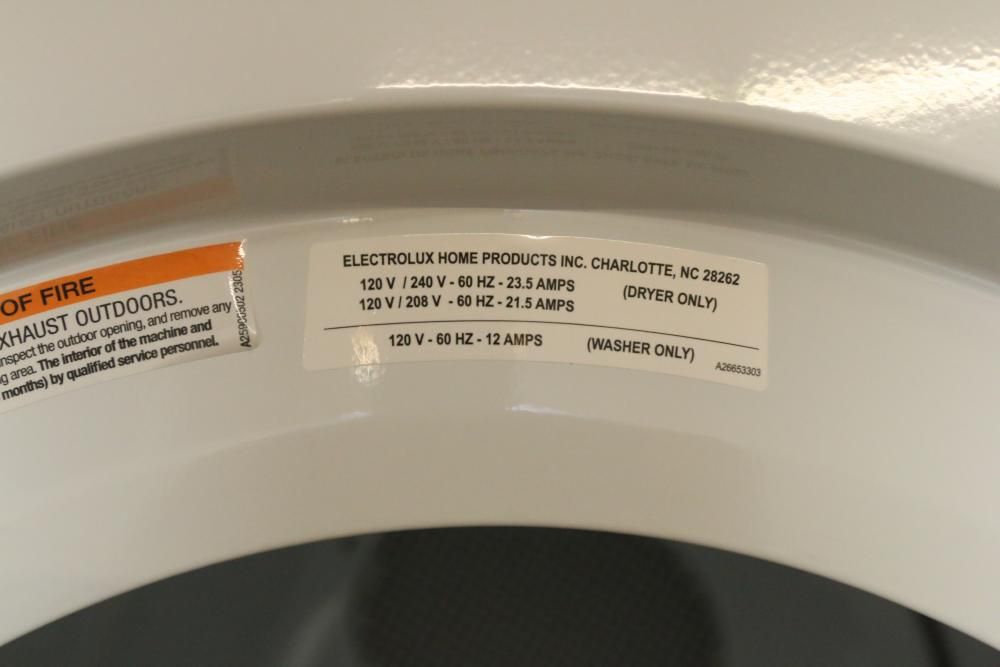 OF FIRE
XHAUST OUTDOORS.
nspect the outdoor opening, and remove any
g area. The interior of the machine and
months) by qualified service personnel.
ELECTROLUX HOME PRODUCTS INC. CHARLOTTE, NC 28262
120 V / 240 V - 60 HZ - 23.5 AMPS
120 V / 208 V - 60 HZ - 21.5 AMPS
(DRYER ONLY)
120 V - 60 HZ - 12 AMPS (WASHER ONLY)
A26653303